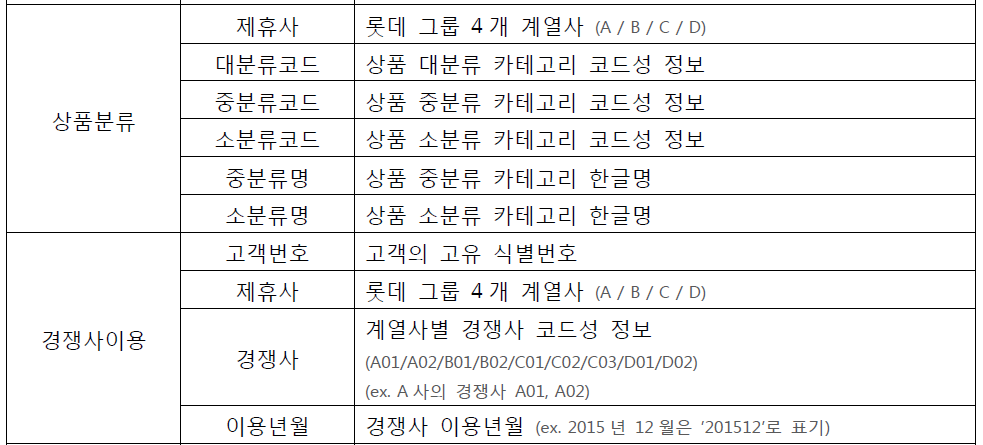 상품분류
제휴사 롯데 그룹 4개 계열사 (A / B / C / D)
대분류코드 상품 대분류 카테고리 코드성 정보
중분류코드 상품 중분류 카테고리 코드성 정보
소분류코드 상품 소분류 카테고리 코드성 정보
중분류명 상품 중분류 카테고리 한글명
소분류명 상품 소분류 카테고리 한글명
경쟁사이용
고객번호 고객의 고유 식별번호
제휴사 롯데 그룹 4개 계열사 (A / B / C / D)
경쟁사 계열사별 경쟁사 코드성 정보
(A01/A02/B01/B02/C01/C02/C03/D01/D02)
(ex. A사의 경쟁사 A01, A02)
이용년월 경쟁사 이용년월 (ex. 2015년 12월은 '201512'로 표기)